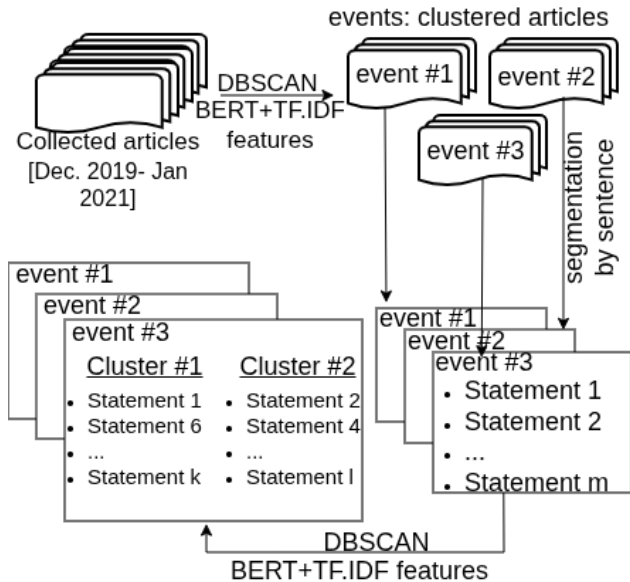 events: clustered articles
event #1
event #2
event #3
DBSCAN
BERT+TF.IDF
features
Collected articles
[Dec. 2019- Jan
2021]
segmentation
by sentence
event #1
event #2
event #3
Statement 1
Statement 2
...
Statement m
event #1
event #2
event #3
Cluster #1
Statement 1
Statement 6
...
Statement k
Cluster #2
Statement 2
Statement 4
...
Statement l
DBSCAN
BERT+TF.IDF features